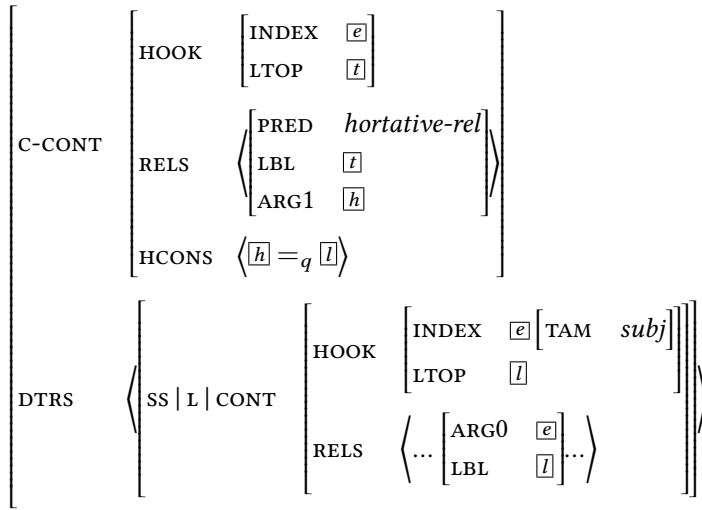 INDEX e
HOOK
LTOP t
PRED hortative-rel
C-CONT RELS ⟨ LBL t ⟩
ARG1 h
HCONS ⟨ h =q l ⟩
INDEX e [TAM subj]
HOOK
LTOP l
DTRS ⟨ SS | L | CONT ⟩
ARG0 e
RELS ⟨ ... ... ⟩
LBL l